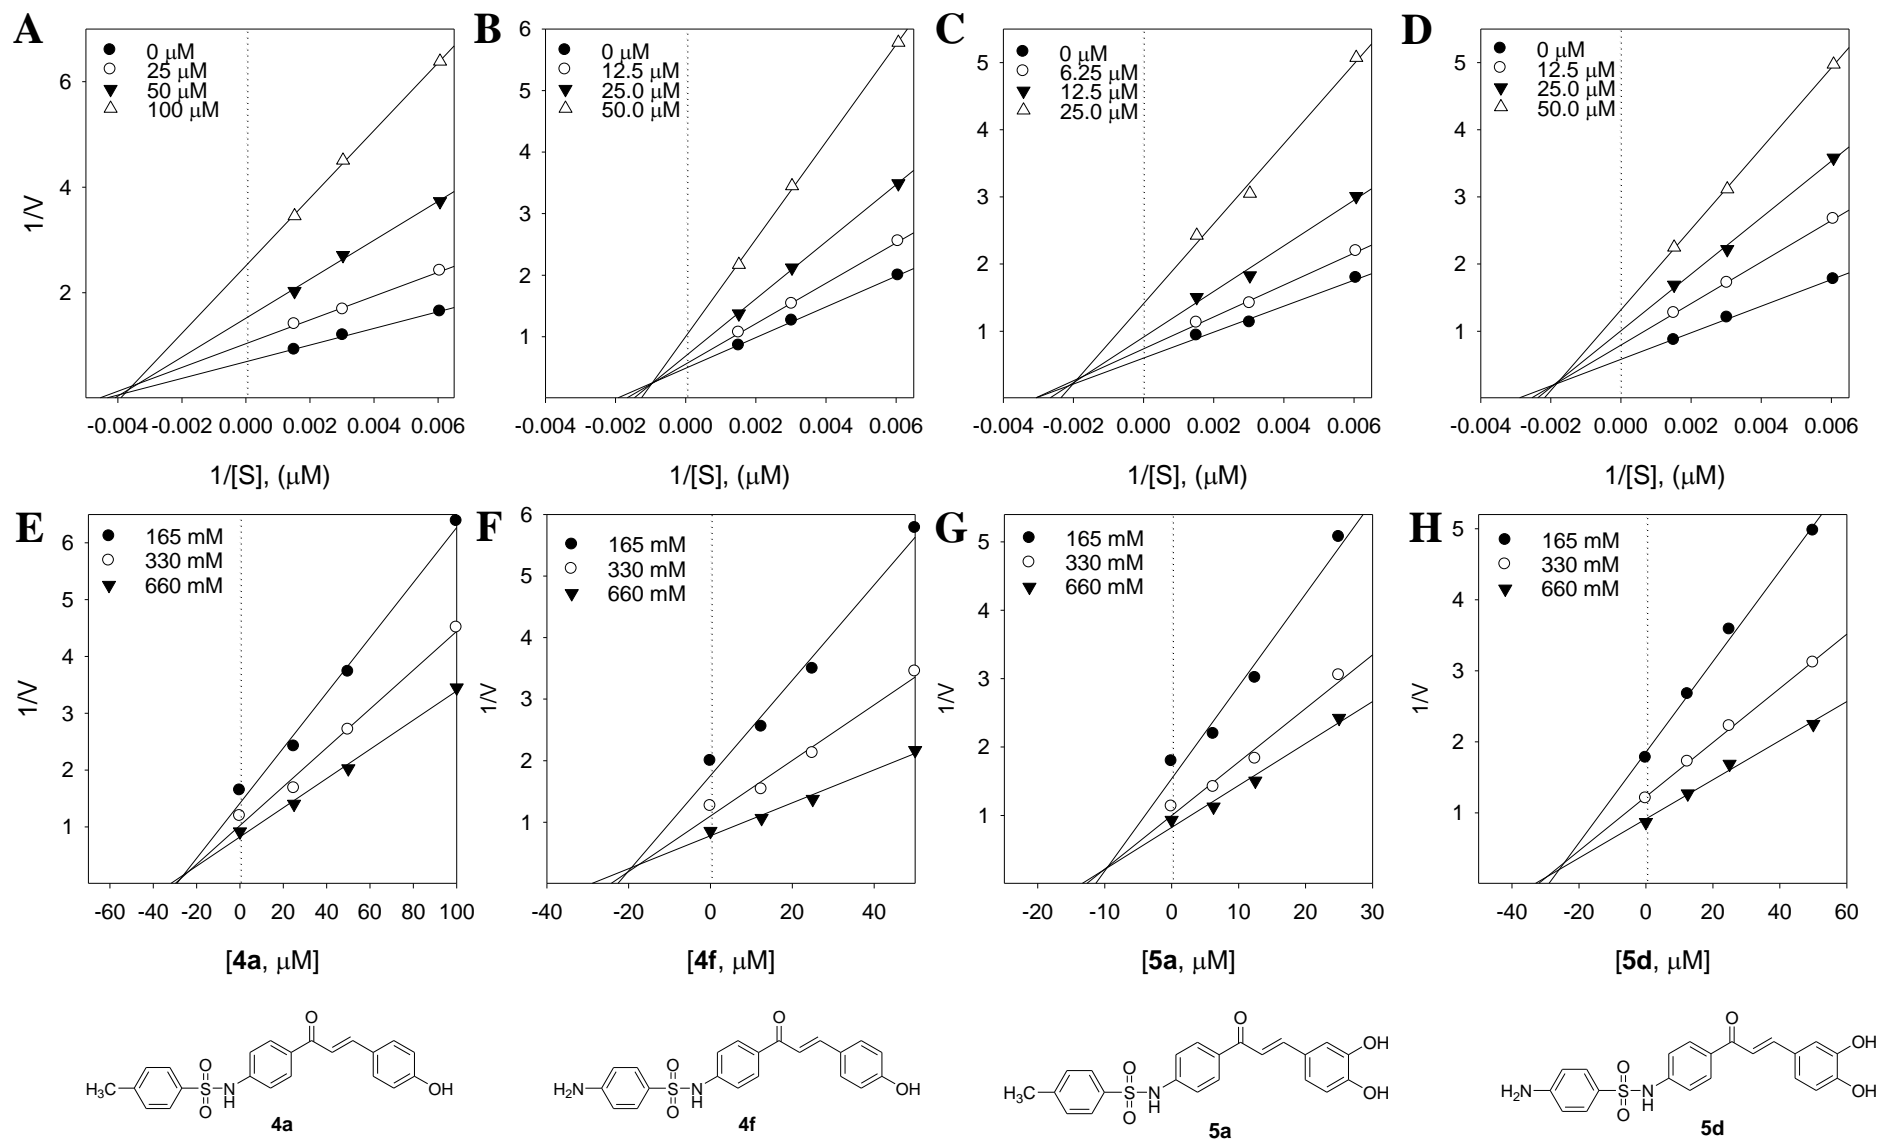 A
0 μM
25 μM
50 μM
100 μM
6
4
2
1/V
-0.004 -0.002 0.000 0.002 0.004 0.006
1/[S], (μM)
B
0 μM
12.5 μM
25.0 μM
50.0 μM
6
5
4
3
2
1
-0.004 -0.002 0.000 0.002 0.004 0.006
1/[S], (μM)
C
0 μM
6.25 μM
12.5 μM
25.0 μM
5
4
3
2
1
-0.004 -0.002 0.000 0.002 0.004 0.006
1/[S], (μM)
D
0 μM
12.5 μM
25.0 μM
50.0 μM
5
4
3
2
1
-0.004 -0.002 0.000 0.002 0.004 0.006
1/[S], (μM)
E
165 mM
330 mM
660 mM
6
5
4
3
2
1
1/V
-60 -40 -20 0 20 40 60 80 100
[4a, μM]
F
165 mM
330 mM
660 mM
6
5
4
3
2
1
1/V
-40 -20 0 20 40
[4f, μM]
G
165 mM
330 mM
660 mM
5
4
3
2
1
1/V
-20 -10 0 10 20 30
[5a, μM]
H
165 mM
330 mM
660 mM
5
4
3
2
1
1/V
-40 -20 0 20 40 60
[5d, μM]
O
H₃C
O
S
O
N
H
OH
4a
O
H₂N
O
S
O
N
H
OH
4f
O
H₃C
O
S
O
N
H
OH
OH
5a
O
H₂N
O
S
O
N
H
OH
OH
5d